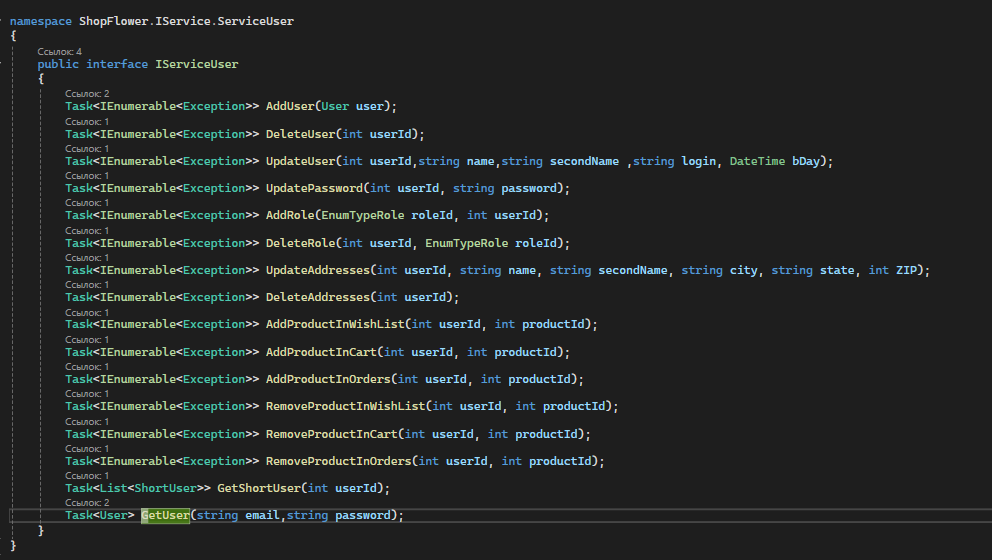 namespace ShopFlower.IService.ServiceUser
{
Ссылок: 4
public interface IServiceUser
{
Ссылок: 2
Task<IEnumerable<Exception>> AddUser(User user);
Ссылок: 1
Task<IEnumerable<Exception>> DeleteUser(int userId);
Ссылок: 1
Task<IEnumerable<Exception>> UpdateUser(int userId,string name,string secondName ,string login, DateTime bDay);
Ссылок: 1
Task<IEnumerable<Exception>> UpdatePassword(int userId, string password);
Ссылок: 1
Task<IEnumerable<Exception>> AddRole(EnumTypeRole roleId, int userId);
Ссылок: 1
Task<IEnumerable<Exception>> DeleteRole(int userId, EnumTypeRole roleId);
Ссылок: 1
Task<IEnumerable<Exception>> UpdateAddresses(int userId, string name, string secondName, string city, string state, int ZIP);
Ссылок: 1
Task<IEnumerable<Exception>> DeleteAddresses(int userId);
Ссылок: 1
Task<IEnumerable<Exception>> AddProductInWishList(int userId, int productId);
Ссылок: 1
Task<IEnumerable<Exception>> AddProductInCart(int userId, int productId);
Ссылок: 1
Task<IEnumerable<Exception>> AddProductInOrders(int userId, int productId);
Ссылок: 1
Task<IEnumerable<Exception>> RemoveProductInWishList(int userId, int productId);
Ссылок: 1
Task<IEnumerable<Exception>> RemoveProductInCart(int userId, int productId);
Ссылок: 1
Task<IEnumerable<Exception>> RemoveProductInOrders(int userId, int productId);
Ссылок: 1
Task<List<ShortUser>> GetShortUser(int userId);
Ссылок: 2
Task<User> GetUser(string email,string password);
}
}